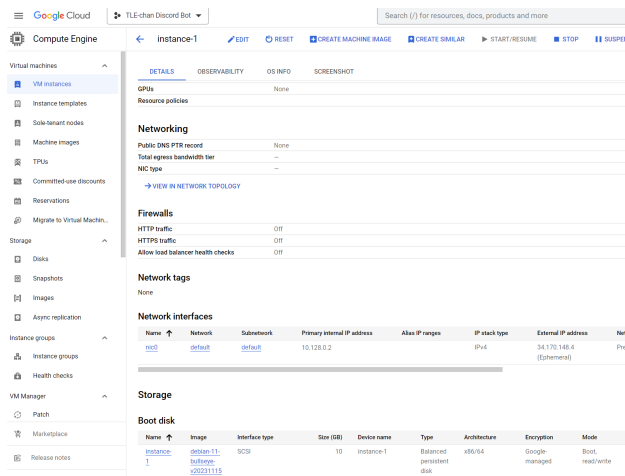 Google Cloud
TLE-chan Discord Bot
Search (/) for resources, docs, products and more
Compute Engine
instance-1
EDIT
RESET
CREATE MACHINE IMAGE
CREATE SIMILAR
START/RESUME
STOP
SUSPE
Virtual machines
VM instances
Instance templates
Sole-tenant nodes
Machine images
TPUs
Committed-use discounts
Reservations
Migrate to Virtual Machin...
Storage
Disks
Snapshots
Images
Async replication
Instance groups
Instance groups
Health checks
VM Manager
Patch
Marketplace
Release notes
DETAILS OBSERVABILITY OS INFO SCREENSHOT
GPUs None
Resource policies
Networking
Public DNS PTR record None
Total egress bandwidth tier —
NIC type —
VIEW IN NETWORK TOPOLOGY
Firewalls
HTTP traffic Off
HTTPS traffic Off
Allow load balancer health checks Off
Network tags
None
Network interfaces
Name Network Subnetwork Primary internal IP address Alias IP ranges IP stack type External IP address Net
nic0 default default 10.128.0.2 IPv4 34.170.148.4 Pre
(Ephemeral)
Storage
Boot disk
Name Image Interface type Size (GB) Device name Type Architecture Encryption Mode
instance- debian-11- SCSI 10 instance-1 Balanced x86/64 Google- Boot,
1 bullseye- persistent managed read/write
v20231115 disk